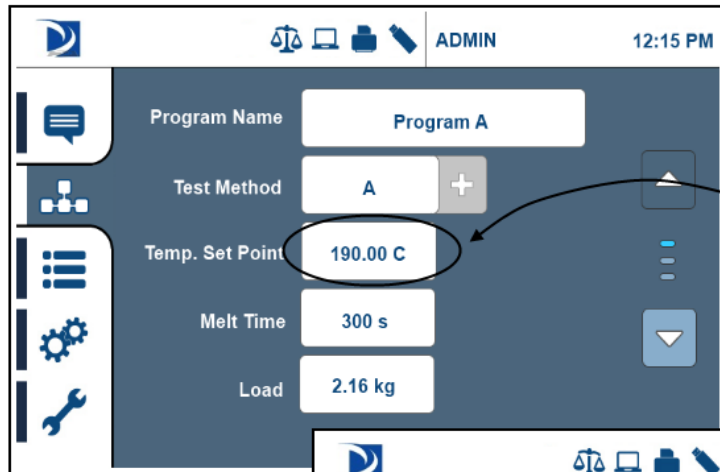 ADMIN 12:15 PM
Program Name Program A
Test Method A
Temp. Set Point 190.00 C
Melt Time 300 s
Load 2.16 kg